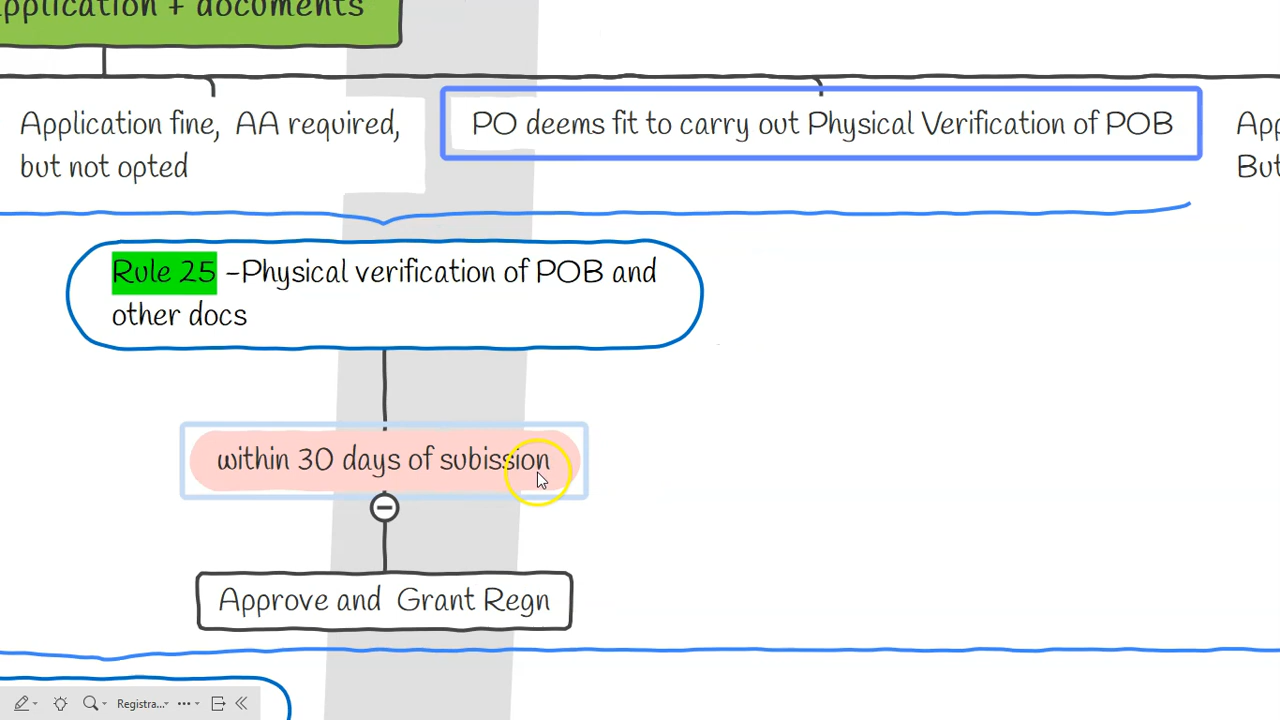 application + documents
Application fine, AA required,
but not opted
PO deems fit to carry out Physical Verification of POB
App
But
Rule 25 -Physical verification of POB and
other docs
within 30 days of subission
Approve and Grant Regn
Registra...